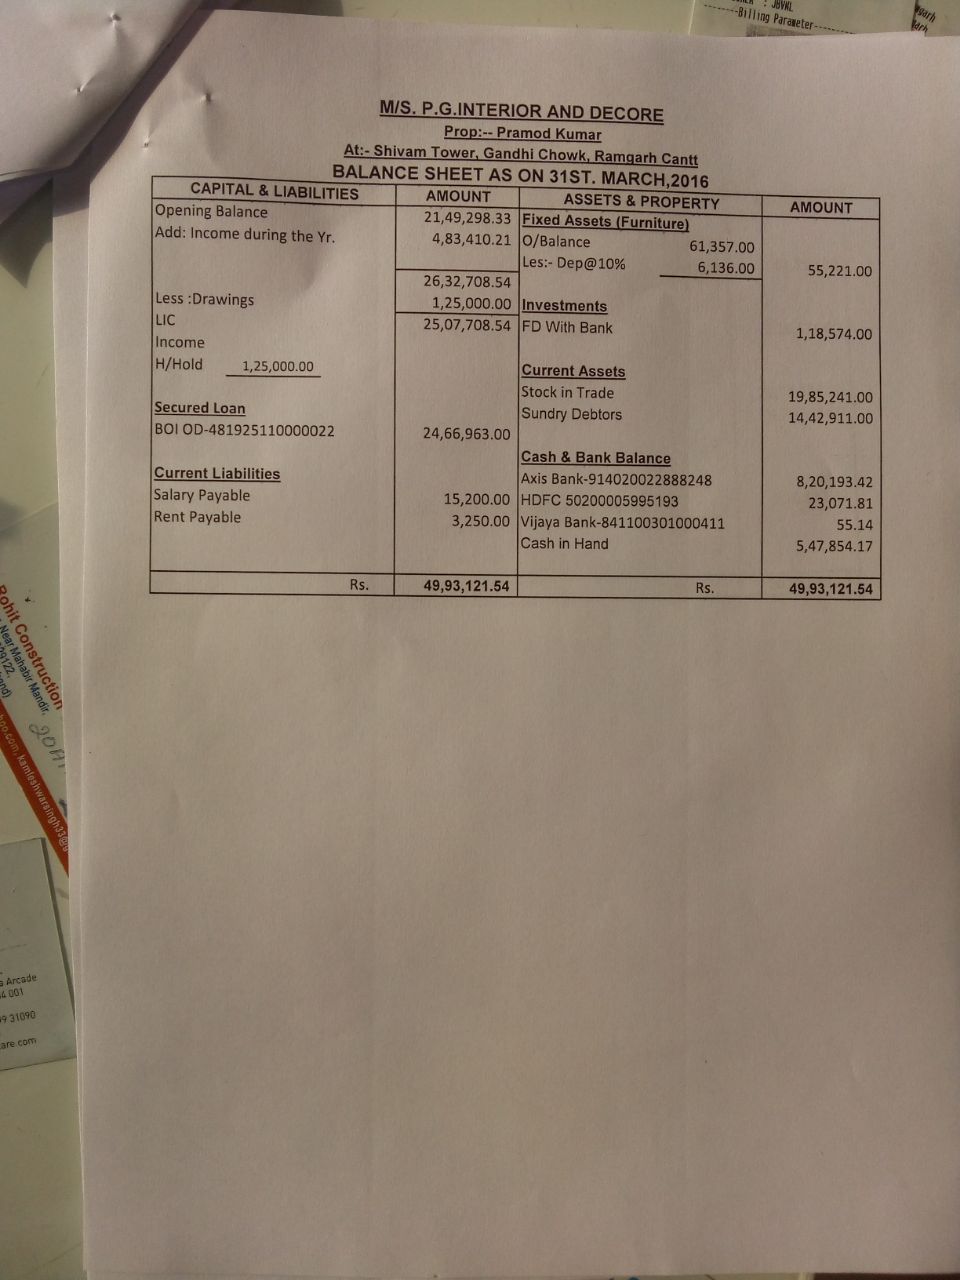 : JBVNL
--------Billing Parameter----------
M/S. P.G.INTERIOR AND DECORE
Prop:-- Pramod Kumar
At:- Shivam Tower, Gandhi Chowk, Ramgarh Cantt
BALANCE SHEET AS ON 31ST. MARCH,2016
CAPITAL & LIABILITIES AMOUNT ASSETS & PROPERTY AMOUNT
Opening Balance 21,49,298.33 Fixed Assets (Furniture)
Add: Income during the Yr. 4,83,410.21 O/Balance 61,357.00
Les:- Dep@10% 6,136.00 55,221.00
26,32,708.54
Less :Drawings 1,25,000.00 Investments
LIC 25,07,708.54 FD With Bank 1,18,574.00
Income
H/Hold 1,25,000.00 Current Assets
Stock in Trade 19,85,241.00
Secured Loan Sundry Debtors 14,42,911.00
BOI OD-481925110000022 24,66,963.00
Cash & Bank Balance
Current Liabilities Axis Bank-914020022888248 8,20,193.42
Salary Payable 15,200.00 HDFC 50200005995193 23,071.81
Rent Payable 3,250.00 Vijaya Bank-841100301000411 55.14
Cash in Hand 5,47,854.17
Rs. 49,93,121.54 Rs. 49,93,121.54
Rohit Construction
Near Mahabir Mandir,
kamleshwarsingh33@g
Arcade
4 001
31090
are.com